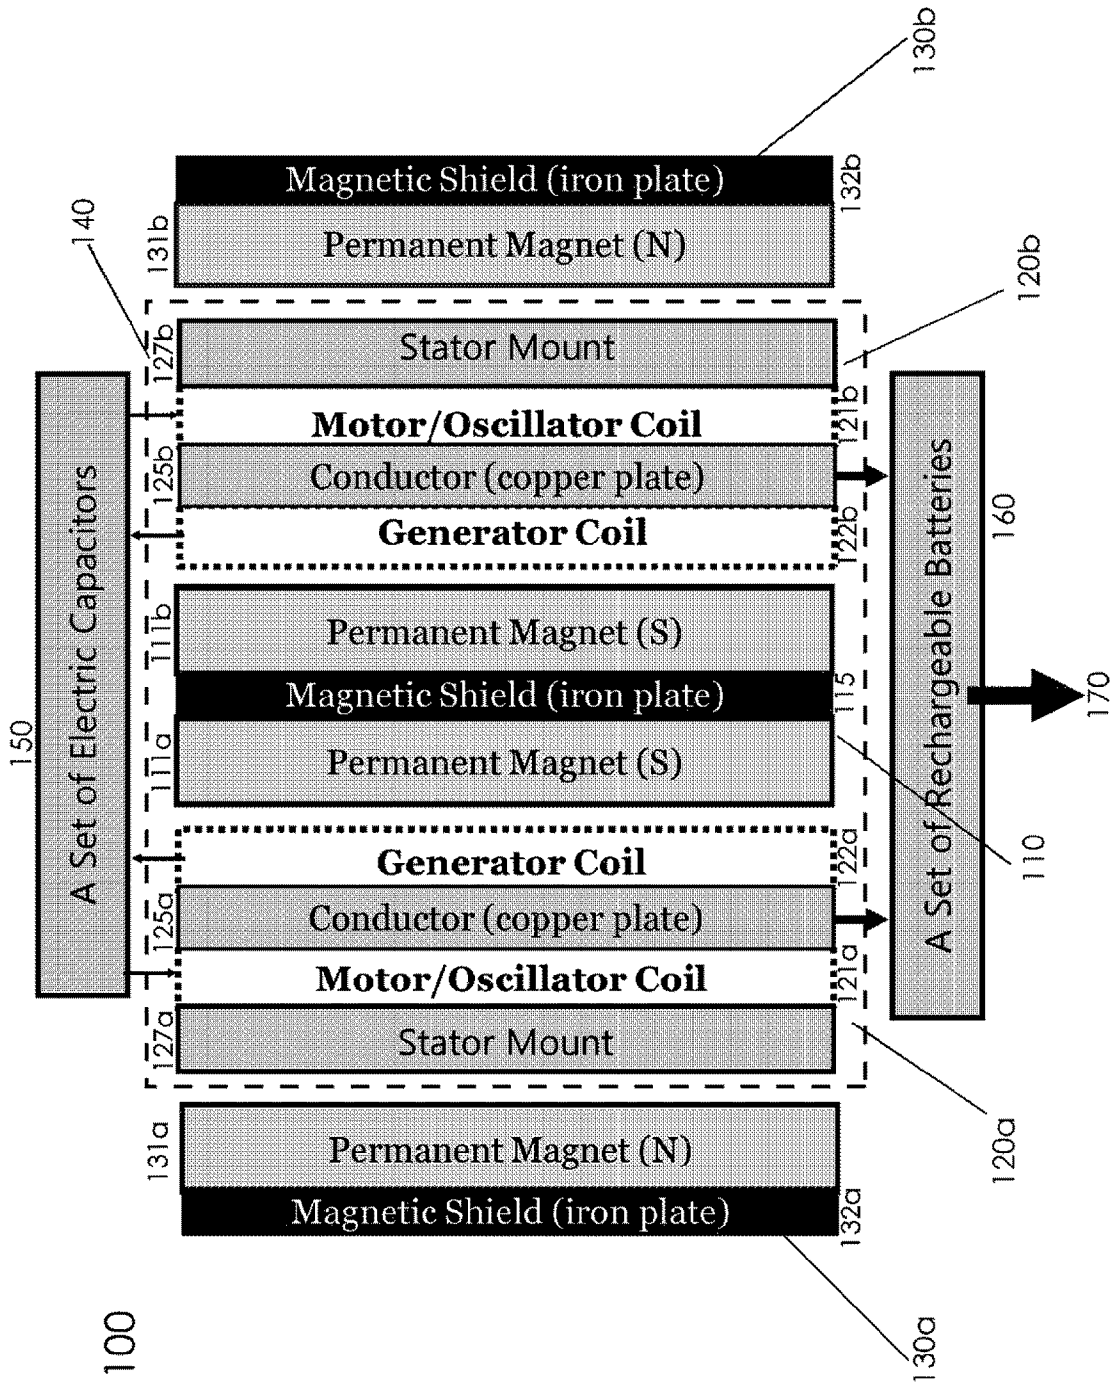 130b
Magnetic Shield (iron plate)
132b
140
131b
Permanent Magnet (N)
120b
127b
Stator Mount
Motor/Oscillator Coil
121b
125b
Conductor (copper plate)
Generator Coil
122b
111b
Permanent Magnet (S)
Magnetic Shield (iron plate)
115
111a
Permanent Magnet (S)
150
A Set of Electric Capacitors
A Set of Rechargeable Batteries
160
170
Generator Coil
122a
110
125a
Conductor (copper plate)
Motor/Oscillator Coil
121a
127a
Stator Mount
120a
131a
Permanent Magnet (N)
Magnetic Shield (iron plate)
132a
130a
100